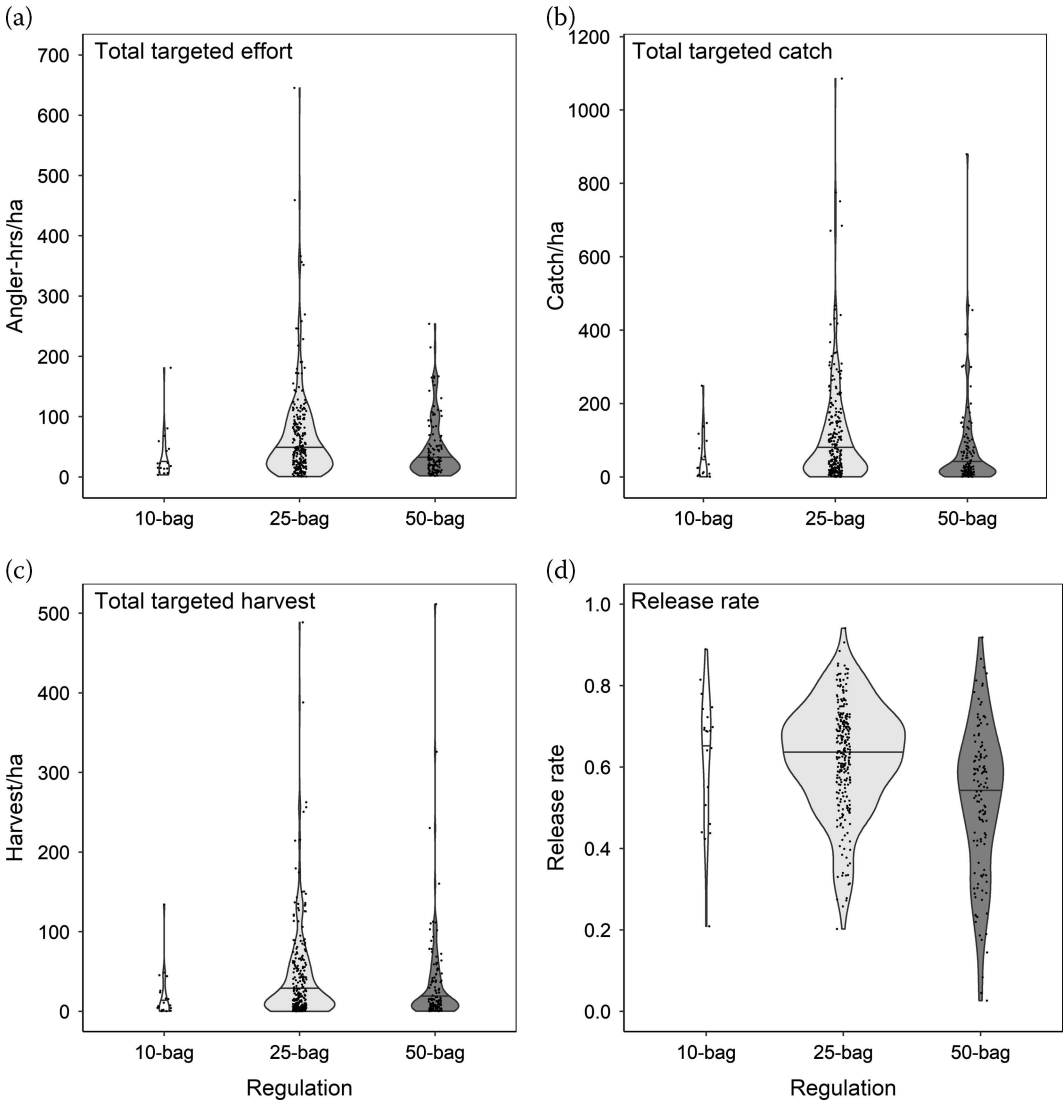 (a)
Total targeted effort
Angler-hrs/ha
700
600
500
400
300
200
100
0
10-bag 25-bag 50-bag
(b)
Total targeted catch
Catch/ha
1200
1000
800
600
400
200
0
10-bag 25-bag 50-bag
(c)
Total targeted harvest
Harvest/ha
500
400
300
200
100
0
10-bag 25-bag 50-bag
Regulation
(d)
Release rate
Release rate
1.0
0.8
0.6
0.4
0.2
0.0
10-bag 25-bag 50-bag
Regulation